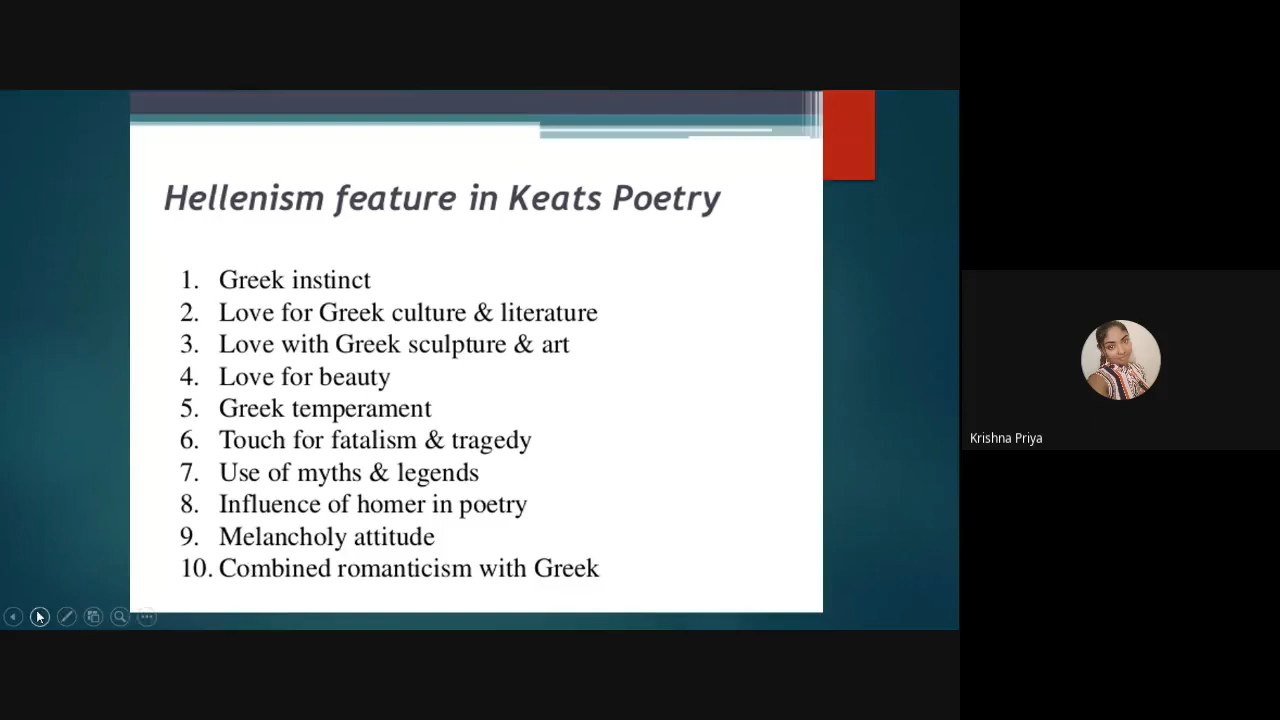 Hellenism feature in Keats Poetry
1. Greek instinct
2. Love for Greek culture & literature
3. Love with Greek sculpture & art
4. Love for beauty
5. Greek temperament
6. Touch for fatalism & tragedy
7. Use of myths & legends
8. Influence of homer in poetry
9. Melancholy attitude
10. Combined romanticism with Greek
Krishna Priya